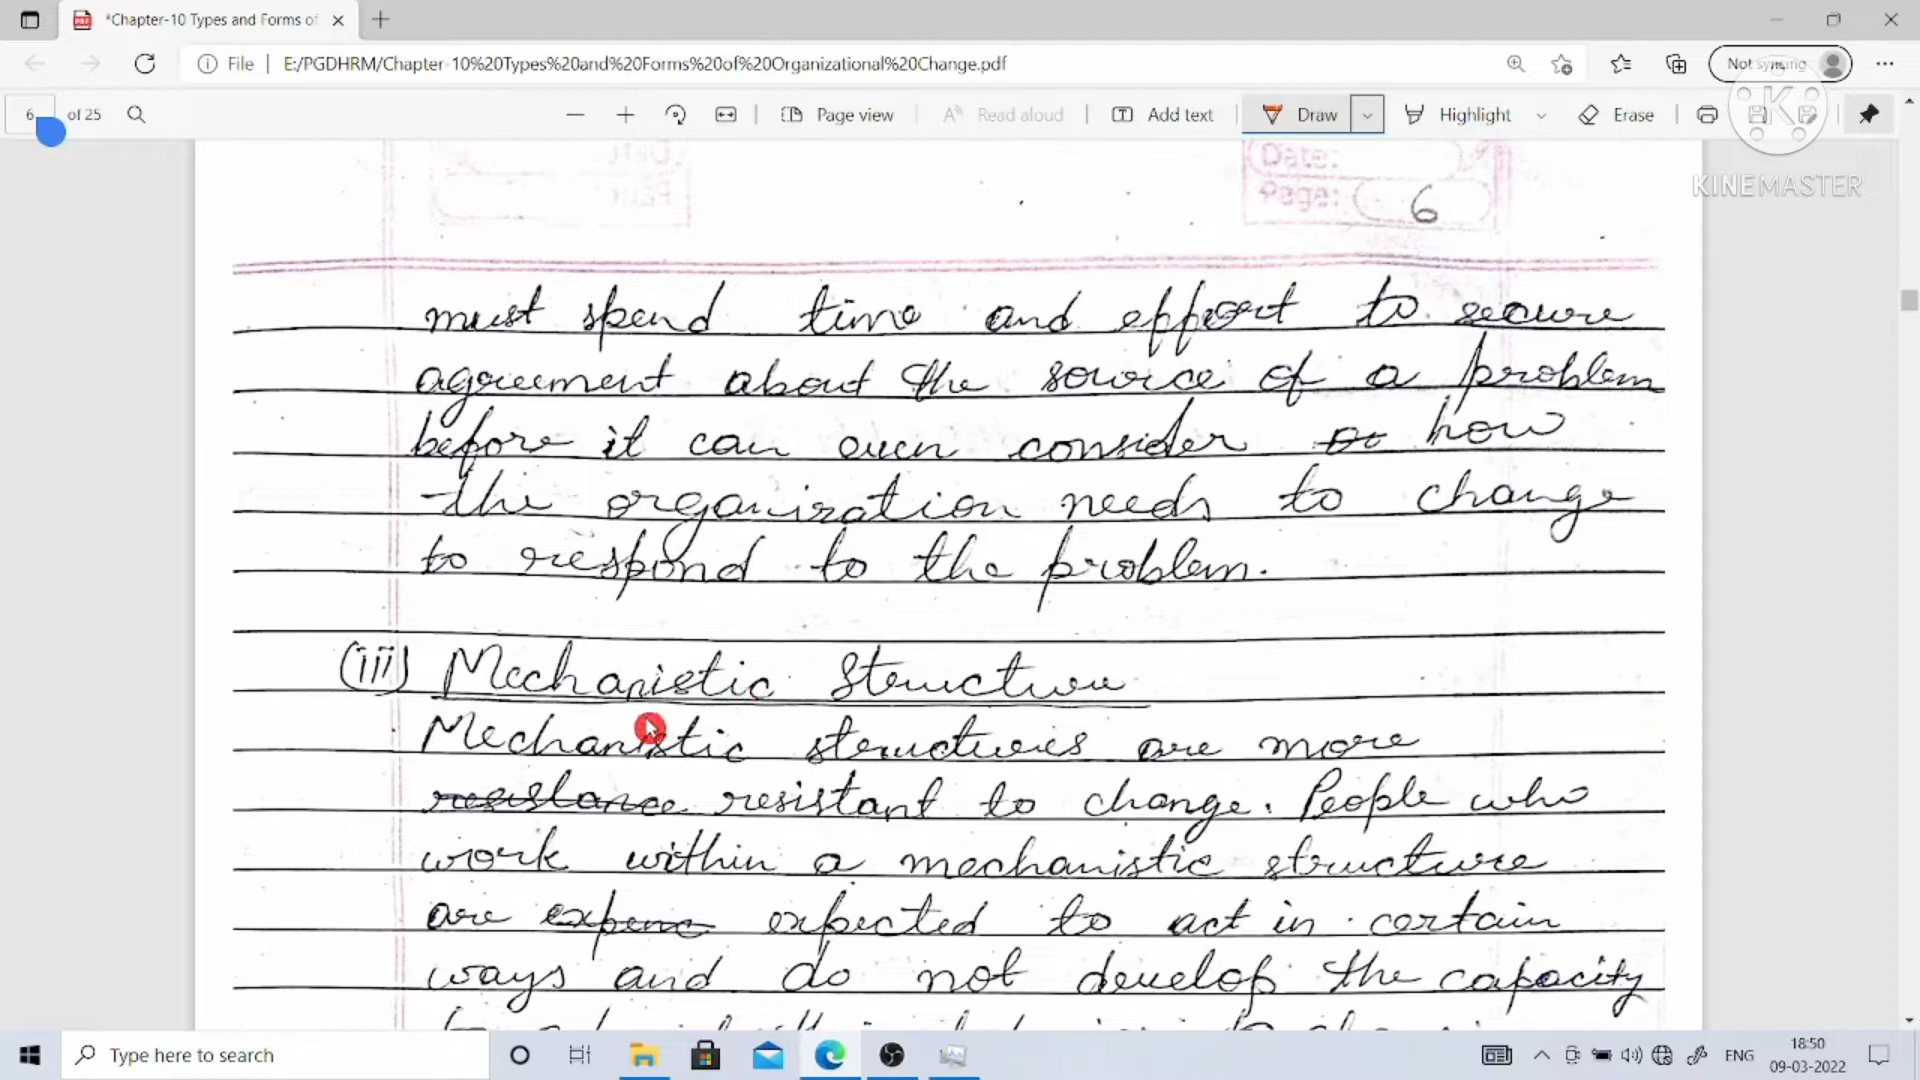 *Chapter-10 Types and Forms of
File E:/PGDHRM/Chapter-10%20Types%20and%20Forms%20of%20Organizational%20Change.pdf
Not syncing
6 of 25
Page view
Read aloud
Add text
Draw
Highlight
Erase
KINEMASTER
Date:
Page: 6
must spend time and effort to secure
agreement about the source of a problem
before it can even consider or how
the organization needs to change
to respond to the problem.
(iii) Mechanistic Structure
Mechanistic structures are more
resistance resistant to change. People who
work within a mechanistic structure
are expenc expected to act in certain
ways and do not develop the capacity
Type here to search
ENG
18:50
09-03-2022